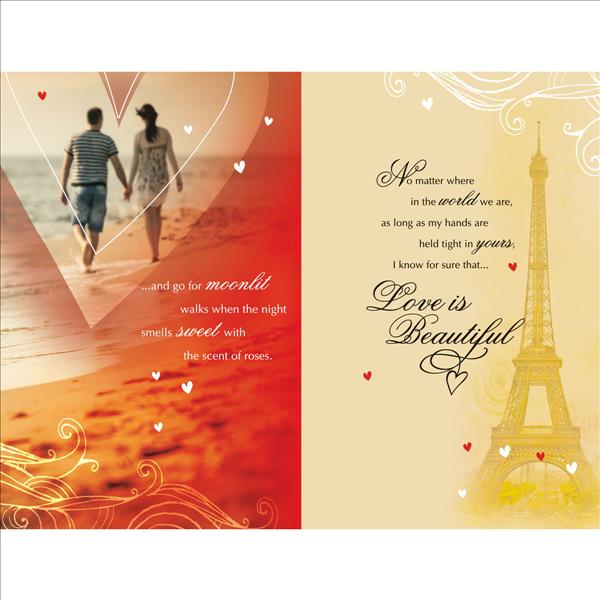 ...and go for moonlit
walks when the night
smells sweet with
the scent of roses.
No matter where
in the world we are,
as long as my hands are
held tight in yours,
I know for sure that...
Love is
Beautiful